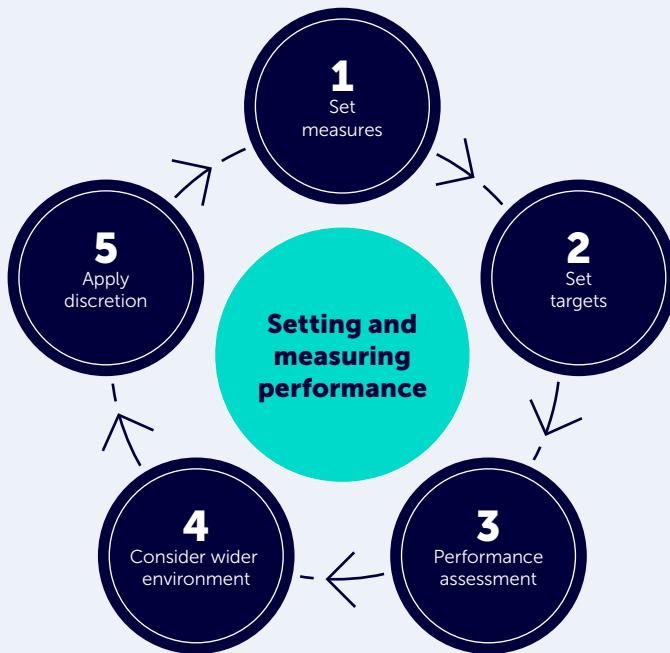 1
Set
measures
2
Set
targets
3
Performance
assessment
4
Consider wider
environment
5
Apply
discretion
Setting and
measuring
performance